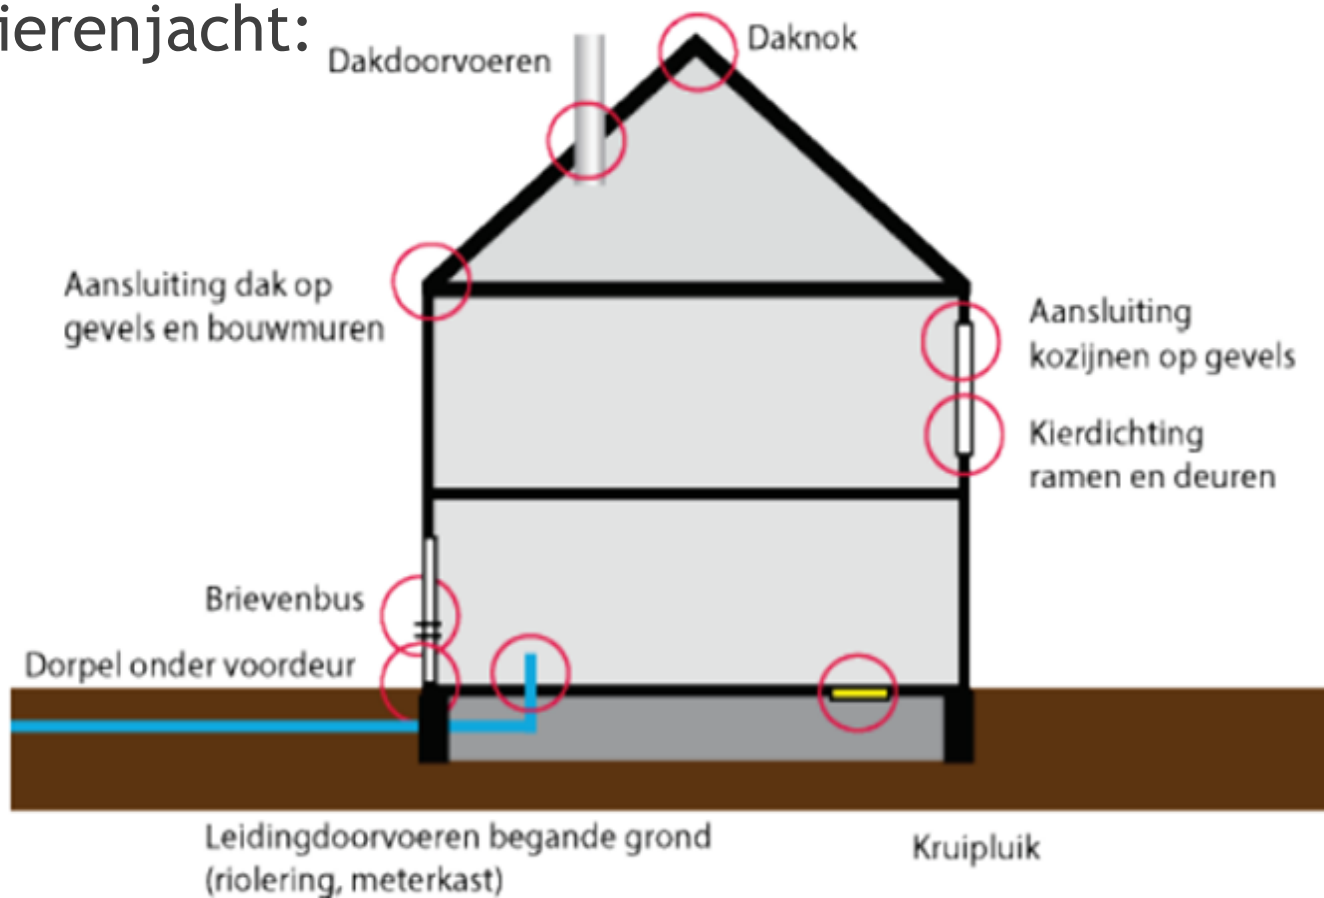 ierenjacht:
Dakdoorvoeren
Daknok
Aansluiting dak op
gevels en bouwmuren
Aansluiting
kozijnen op gevels
Kierdichting
ramen en deuren
Brievenbus
Dorpel onder voordeur
Leidingdoorvoeren begande grond
(riolering, meterkast)
Kruipluik